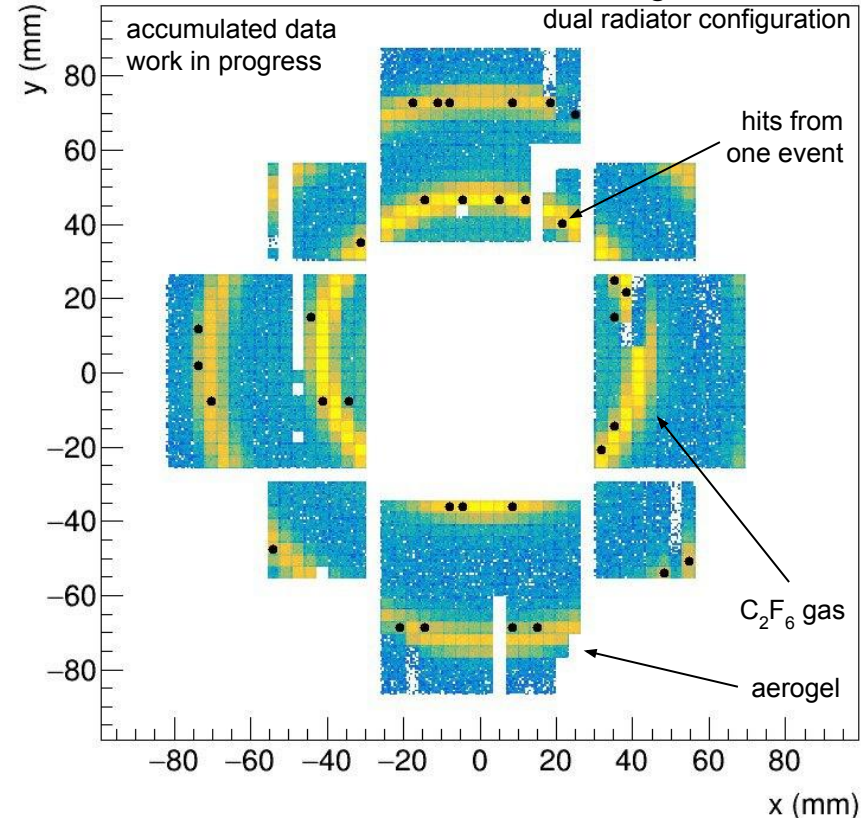 dual radiator configuration
accumulated data
work in progress
hits from
one event
C₂F₆ gas
aerogel
y (mm)
80
60
40
20
0
−20
−40
−60
−80
−80 −60 −40 −20 0 20 40 60 80
x (mm)